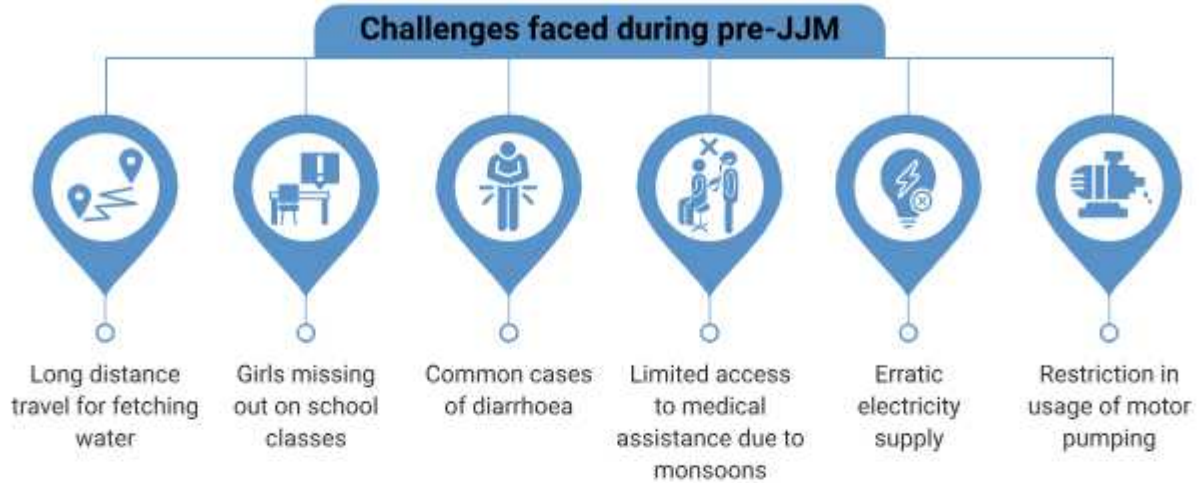 Challenges faced during pre-JJM
Long distance
travel for fetching
water
Girls missing
out on school
classes
Common cases
of diarrhoea
Limited access
to medical
assistance due to
monsoons
Erratic
electricity
supply
Restriction in
usage of motor
pumping